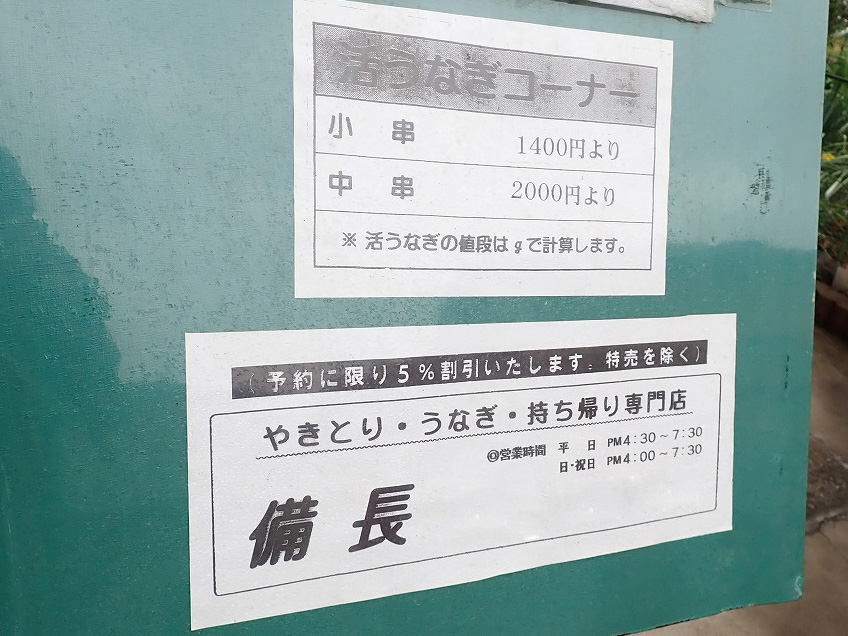 活うなぎコーナー
小 串 1400円より
中 串 2000円より
※ 活うなぎの値段はgで計算します。
(予約に限り5%割引いたします。特売を除く)
やきとり・うなぎ・持ち帰り専門店
◎営業時間 平 日 PM4:30～7:30
日・祝日 PM4:00～7:30
備長